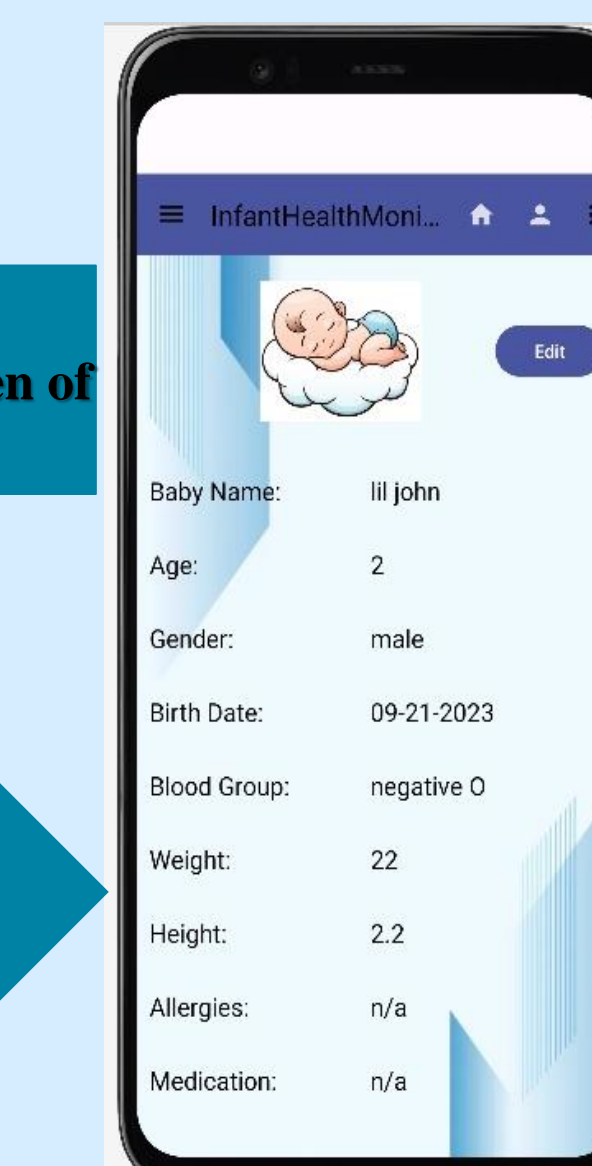 InfantHealthMoni...
Edit
en of
Baby Name: lil john
Age: 2
Gender: male
Birth Date: 09-21-2023
Blood Group: negative O
Weight: 22
Height: 2.2
Allergies: n/a
Medication: n/a